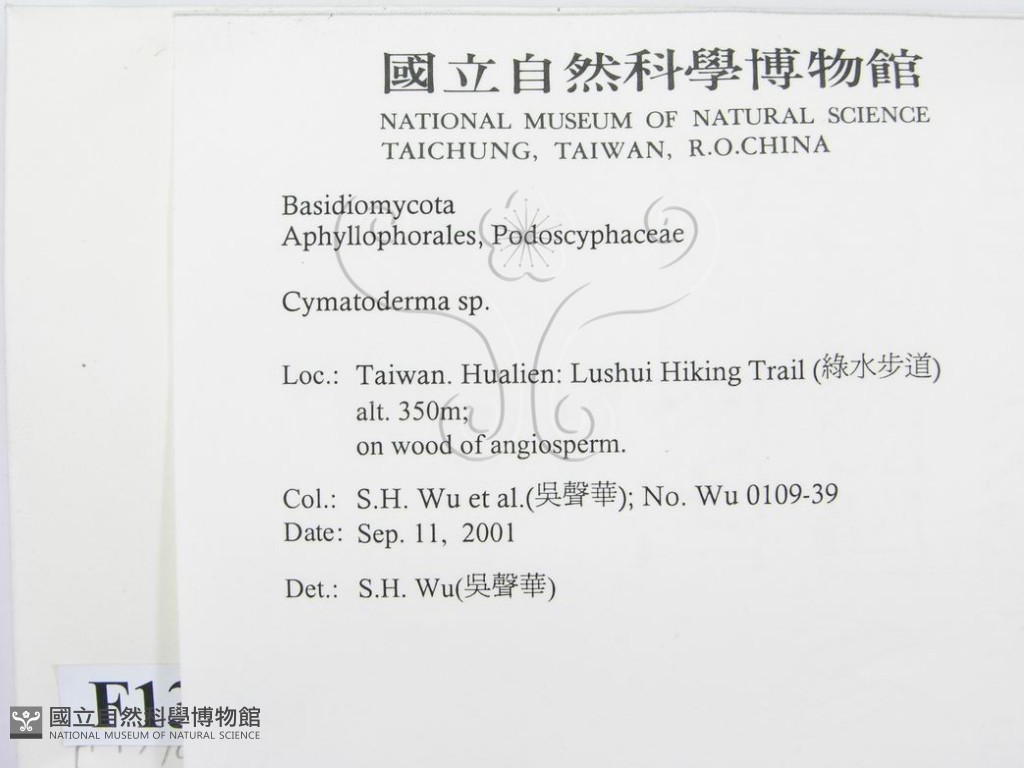 國立自然科學博物館
NATIONAL MUSEUM OF NATURAL SCIENCE
TAICHUNG, TAIWAN, R.O.CHINA
Basidiomycota
Aphyllophorales, Podoscyphaceae
Cymatoderma sp.
Loc.: Taiwan. Hualien: Lushui Hiking Trail (綠水步道)
alt. 350m;
on wood of angiosperm.
Col.: S.H. Wu et al.(吳聲華); No. Wu 0109-39
Date: Sep. 11, 2001
Det.: S.H. Wu(吳聲華)
國立自然科學博物館
NATIONAL MUSEUM OF NATURAL SCIENCE